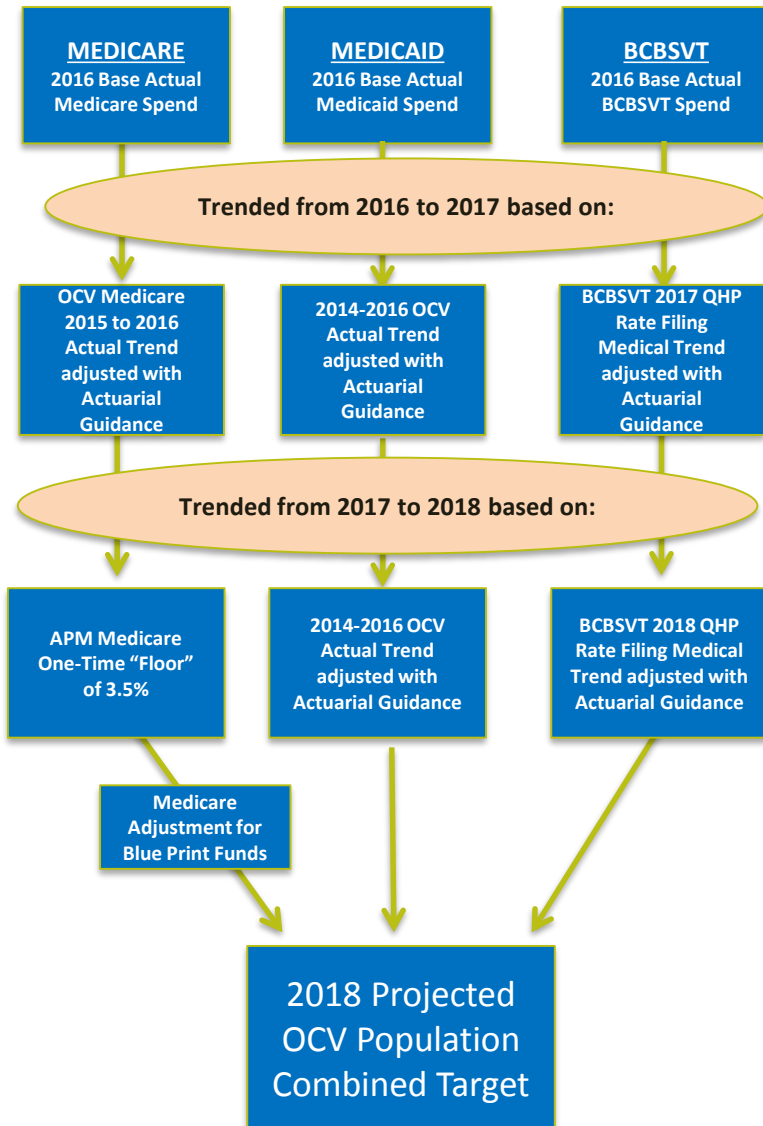 MEDICARE
2016 Base Actual
Medicare Spend
MEDICAID
2016 Base Actual
Medicaid Spend
BCBSVT
2016 Base Actual
BCBSVT Spend
Trended from 2016 to 2017 based on:
OCV Medicare
2015 to 2016
Actual Trend
adjusted with
Actuarial
Guidance
2014-2016 OCV
Actual Trend
adjusted with
Actuarial
Guidance
BCBSVT 2017 QHP
Rate Filing
Medical Trend
adjusted with
Actuarial
Guidance
Trended from 2017 to 2018 based on:
APM Medicare
One-Time “Floor”
of 3.5%
2014-2016 OCV
Actual Trend
adjusted with
Actuarial Guidance
BCBSVT 2018 QHP
Rate Filing Medical
Trend adjusted with
Actuarial Guidance
Medicare
Adjustment for
Blue Print Funds
2018 Projected
OCV Population
Combined Target